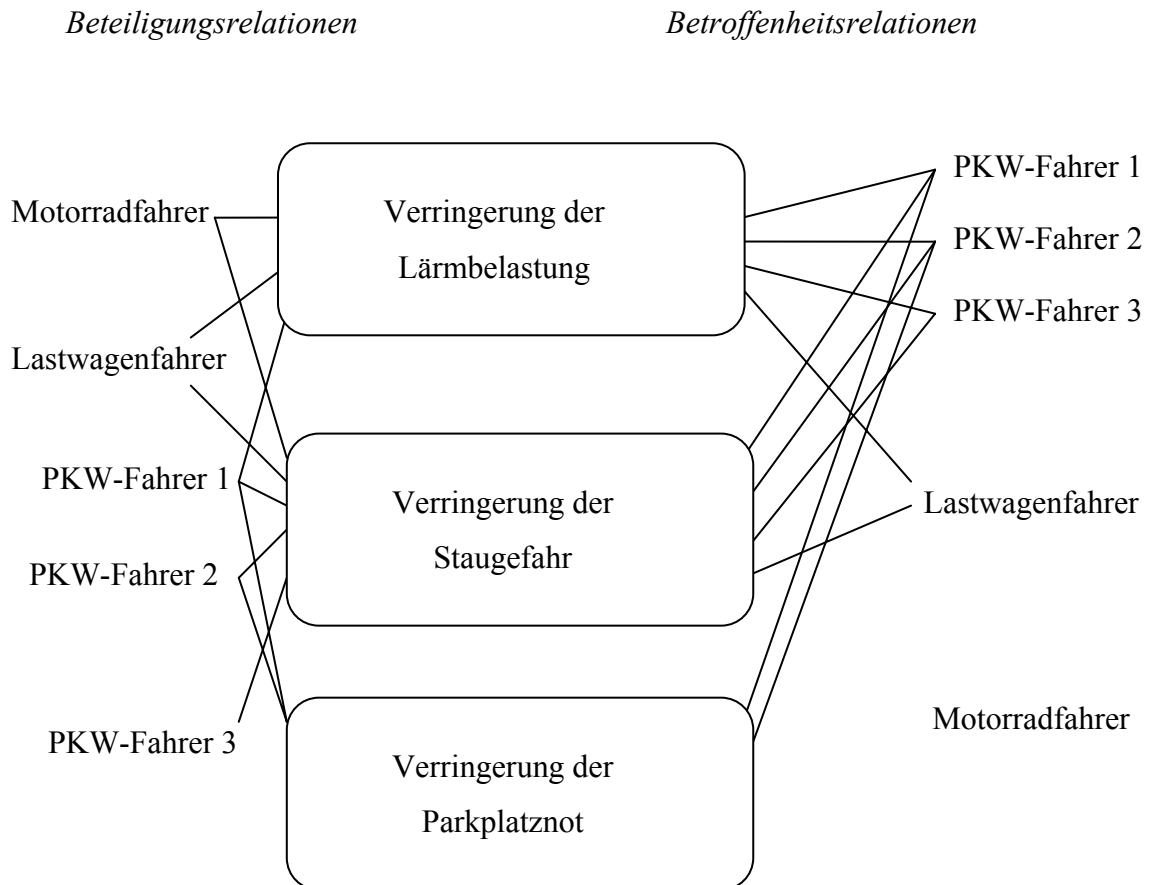 Beteiligungsrelationen
Betroffenheitsrelationen
Motorradfahrer
Lastwagenfahrer
PKW-Fahrer 1
PKW-Fahrer 2
PKW-Fahrer 3
Verringerung der
Lärmbelastung
Verringerung der
Staugefahr
Verringerung der
Parkplatznot
PKW-Fahrer 1
PKW-Fahrer 2
PKW-Fahrer 3
Lastwagenfahrer
Motorradfahrer